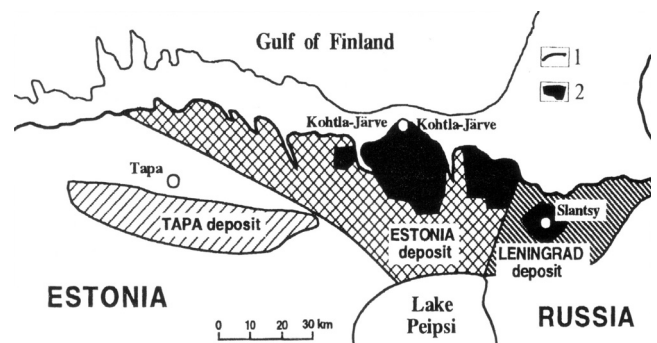 Gulf of Finland
1
2
Kohtla-Järve Kohtla-Järve
Tapa
TAPA deposit
ESTONIA
deposit
Slantsy
LENINGRAD
deposit
ESTONIA
Lake
Peipsi
RUSSIA
0 10 20 30 km